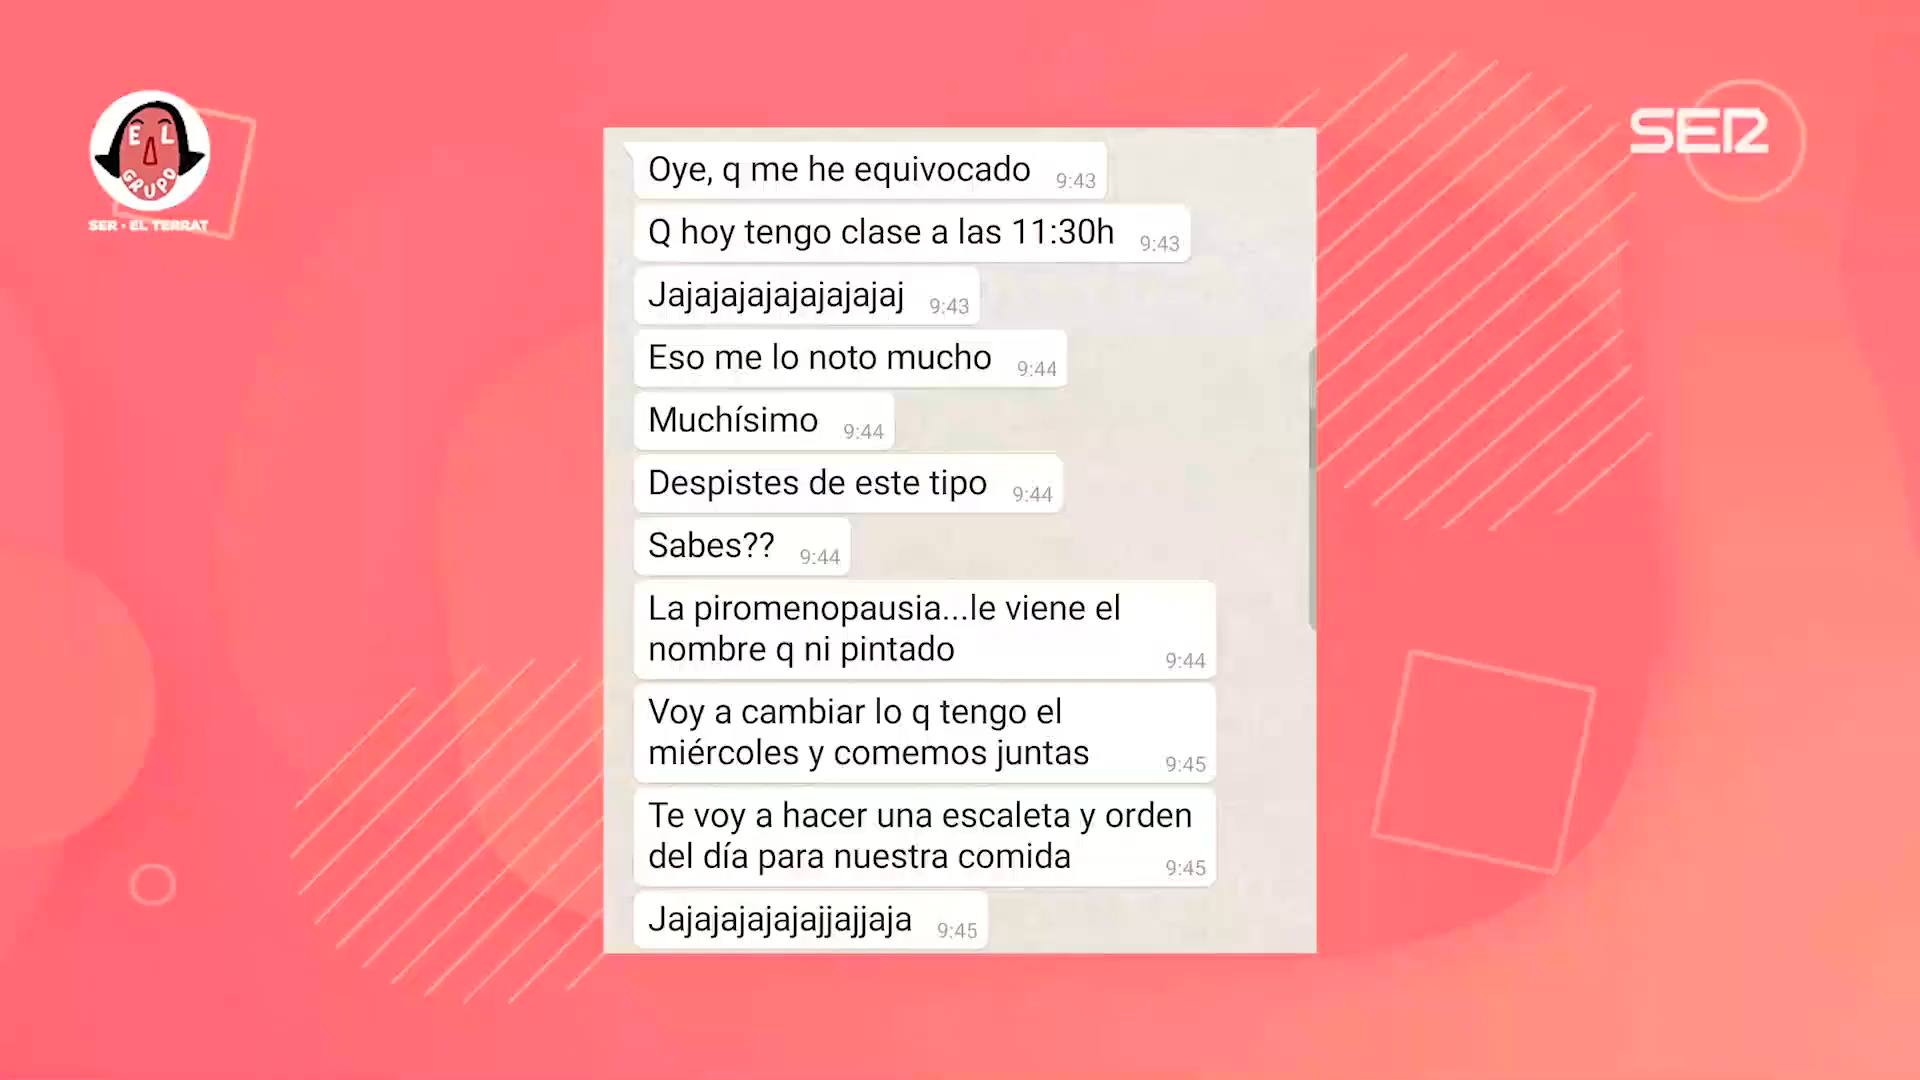 EL
GRUPO
SER · EL TERRAT
SER
Oye, q me he equivocado 9:43
Q hoy tengo clase a las 11:30h 9:43
Jajajajajajajajajaj 9:43
Eso me lo noto mucho 9:44
Muchísimo 9:44
Despistes de este tipo 9:44
Sabes?? 9:44
La piromenopausia...le viene el
nombre q ni pintado 9:44
Voy a cambiar lo q tengo el
miércoles y comemos juntas 9:45
Te voy a hacer una escaleta y orden
del día para nuestra comida 9:45
Jajajajajajajjajjaja 9:45